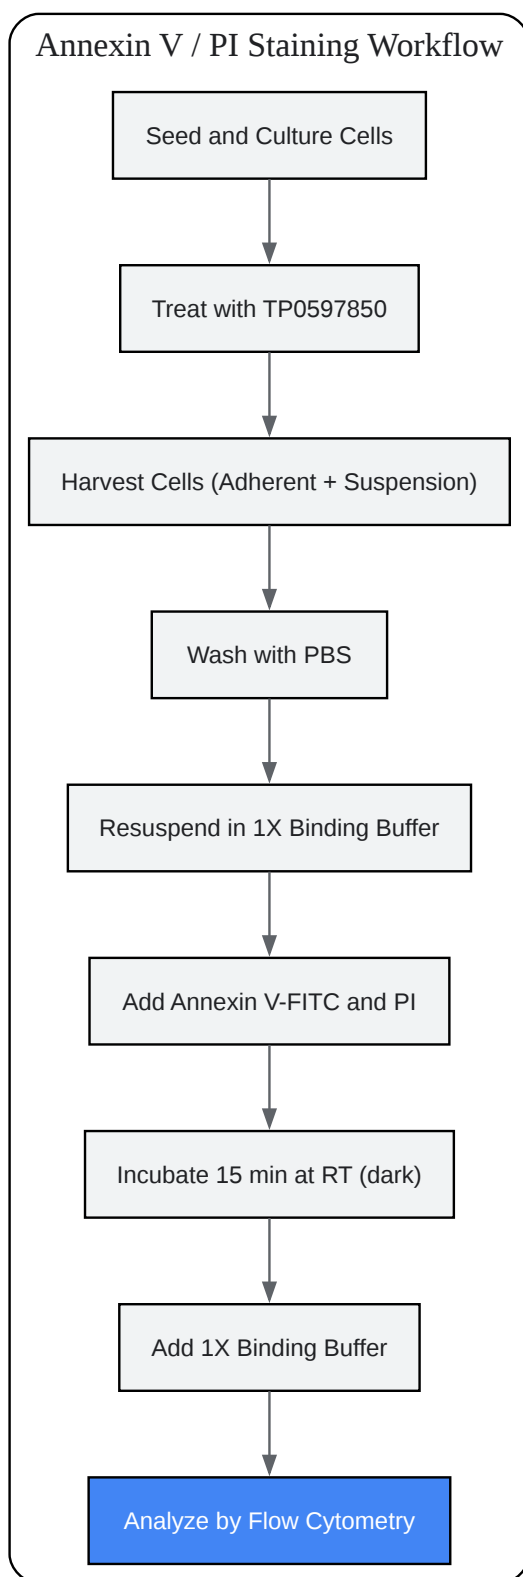 Annexin V / PI Staining Workflow
Seed and Culture Cells
Treat with TP0597850
Harvest Cells (Adherent + Suspension)
Wash with PBS
Resuspend in 1X Binding Buffer
Add Annexin V-FITC and PI
Incubate 15 min at RT (dark)
Add 1X Binding Buffer
Analyze by Flow Cytometry